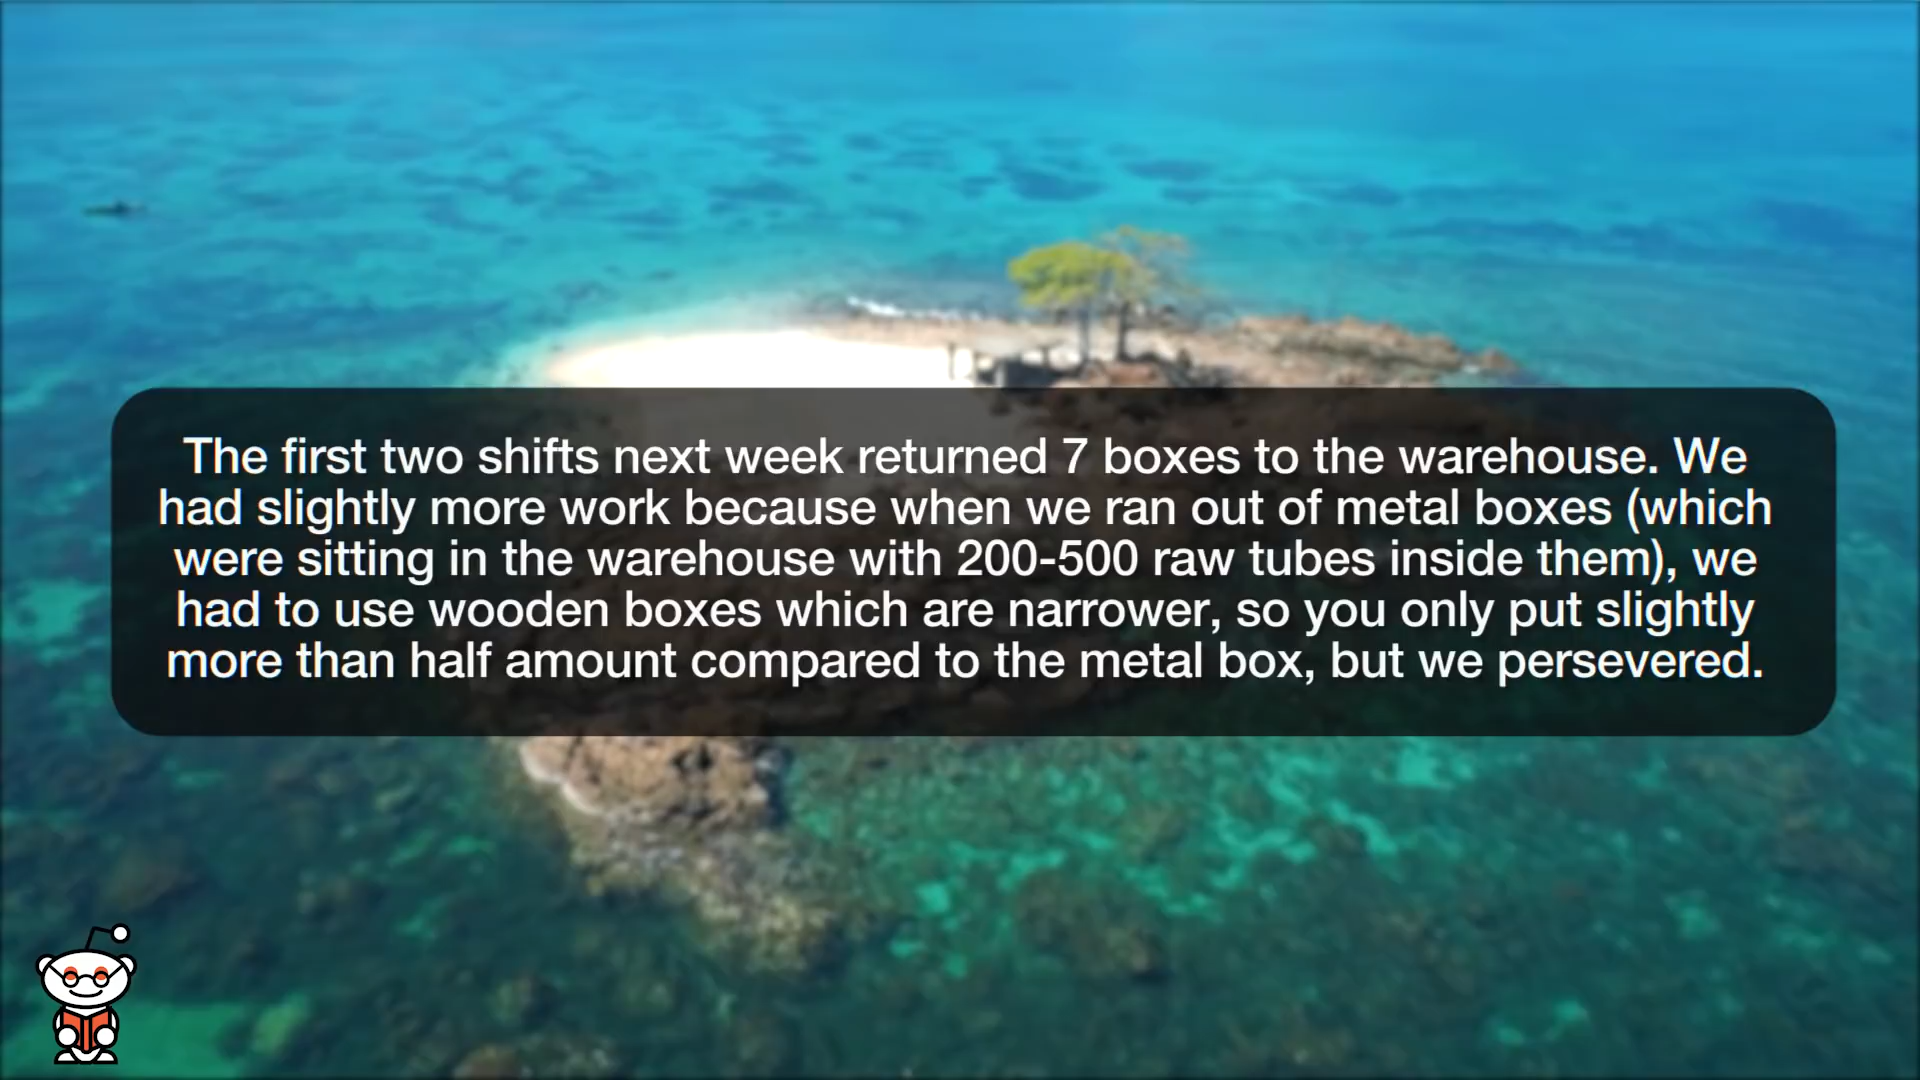 The first two shifts next week returned 7 boxes to the warehouse. We
had slightly more work because when we ran out of metal boxes (which
were sitting in the warehouse with 200-500 raw tubes inside them), we
had to use wooden boxes which are narrower, so you only put slightly
more than half amount compared to the metal box, but we persevered.